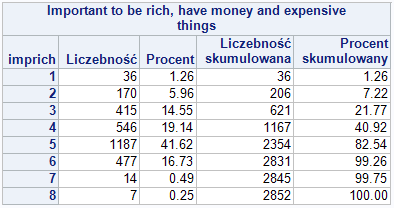 Important to be rich, have money and expensive
things
imprich Liczebność Procent Liczebność skumulowana Procent skumulowany
1 36 1.26 36 1.26
2 170 5.96 206 7.22
3 415 14.55 621 21.77
4 546 19.14 1167 40.92
5 1187 41.62 2354 82.54
6 477 16.73 2831 99.26
7 14 0.49 2845 99.75
8 7 0.25 2852 100.00